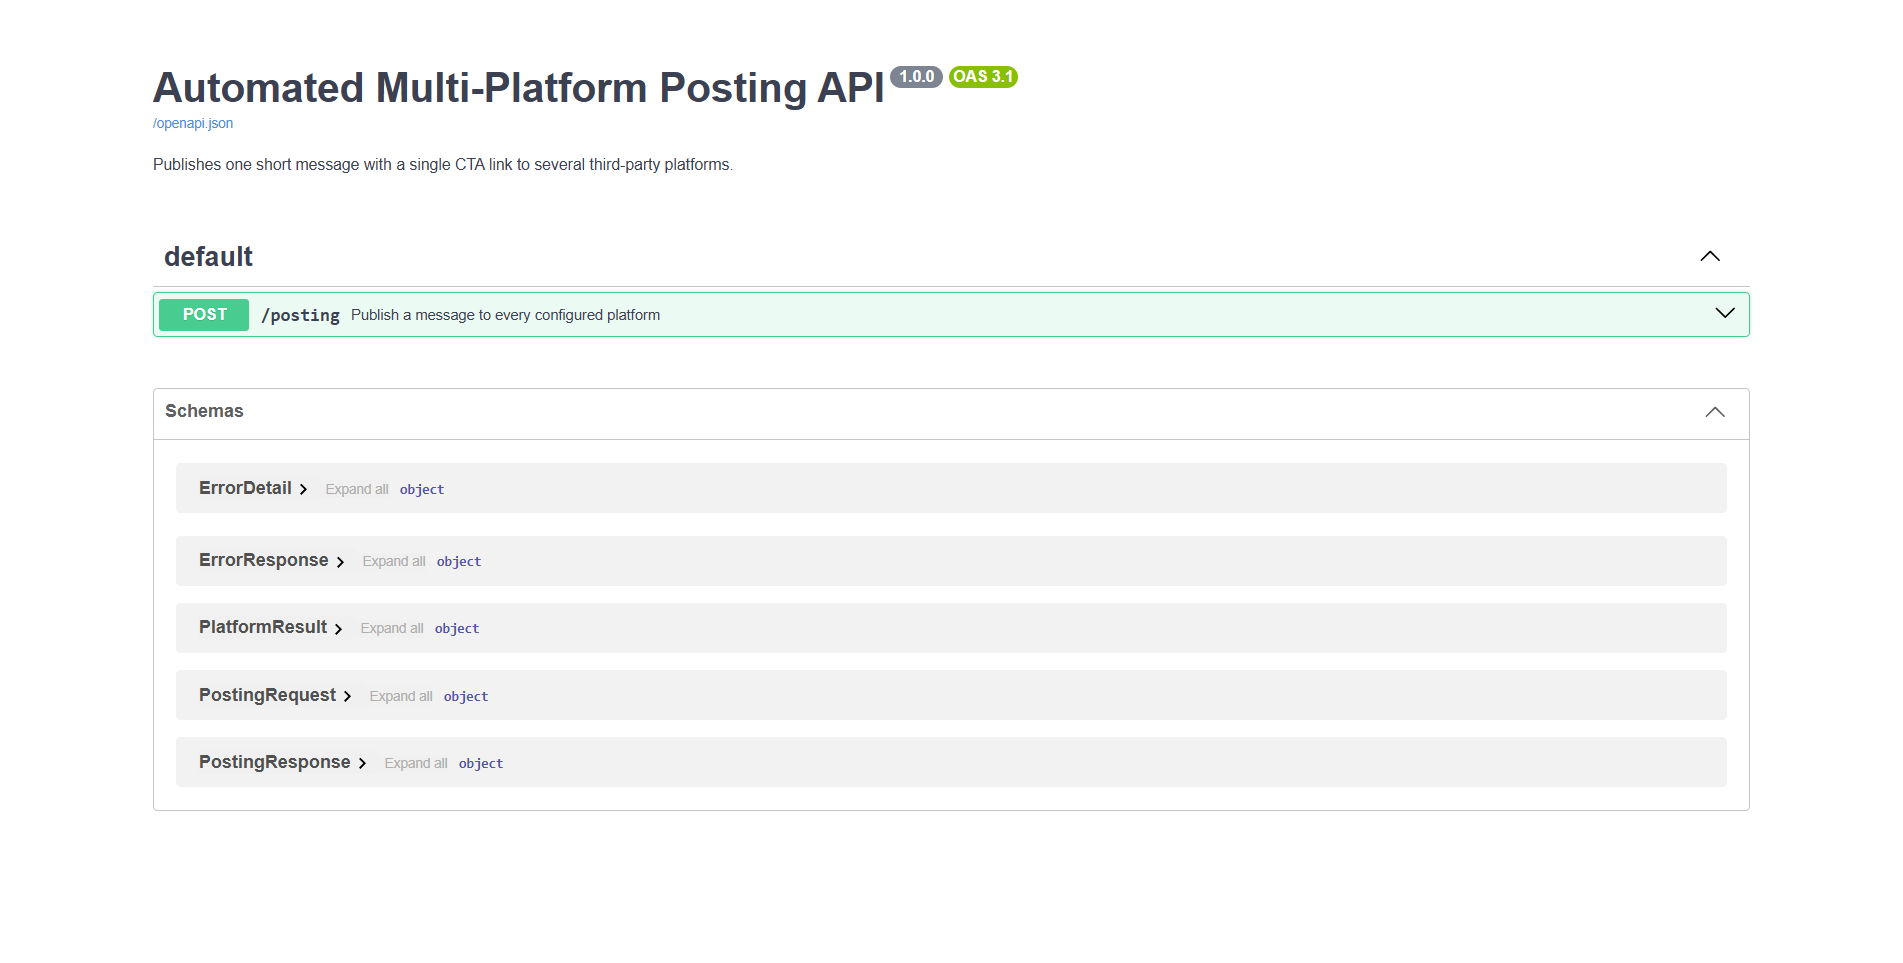 Automated Multi-Platform Posting API 1.0.0 OAS 3.1
/openapi.json
Publishes one short message with a single CTA link to several third-party platforms.
default
POST /posting Publish a message to every configured platform
Schemas
ErrorDetail Expand all object
ErrorResponse Expand all object
PlatformResult Expand all object
PostingRequest Expand all object
PostingResponse Expand all object